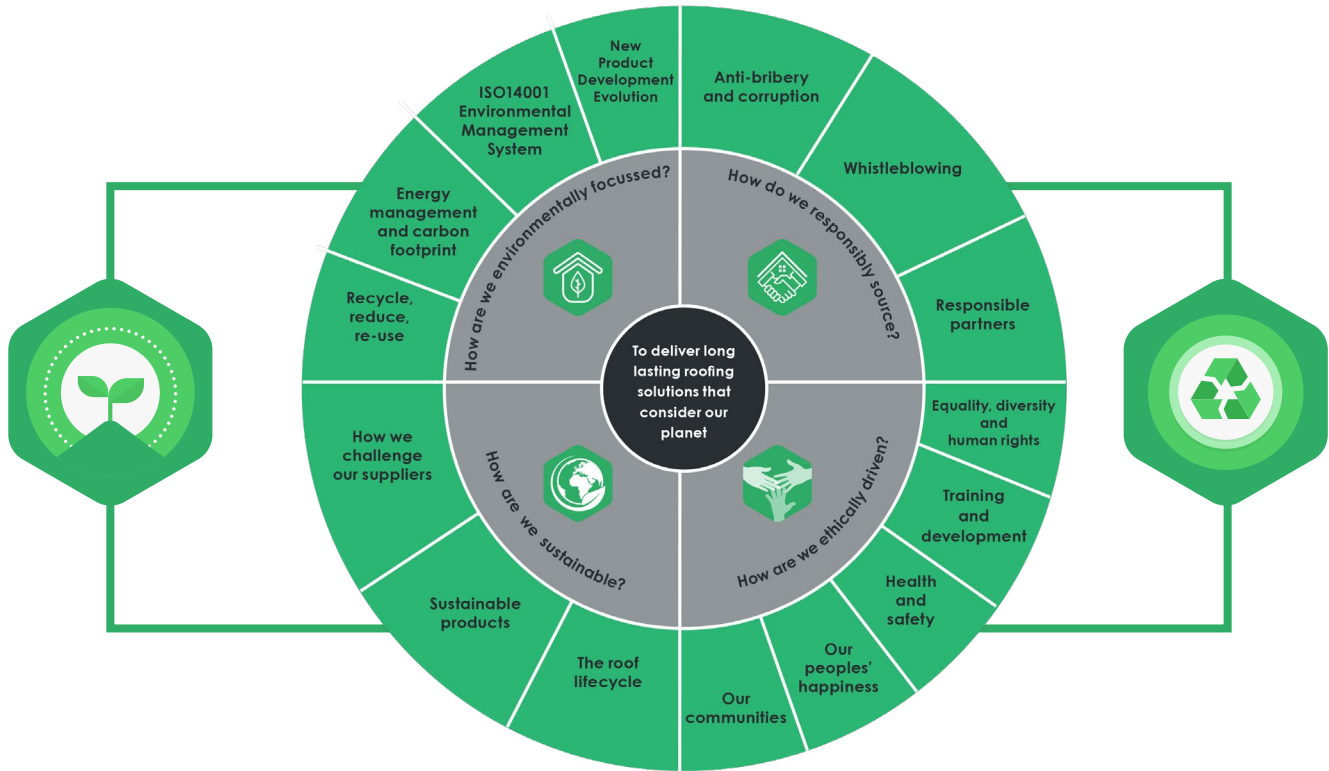 New
Product
Development
Evolution
Anti-bribery
and corruption
ISO14001
Environmental
Management
System
Whistleblowing
Energy
management
and carbon
footprint
Responsible
partners
Recycle,
reduce,
re-use
How are we environmentally focussed?
How do we responsibly source?
To deliver long
lasting roofing
solutions that
consider our
planet
Equality, diversity
and
human rights
How we
challenge
our suppliers
Training
and
development
How are we sustainable?
How are we ethically driven?
Health
and
safety
Sustainable
products
The roof
lifecycle
Our
peoples'
happiness
Our
communities